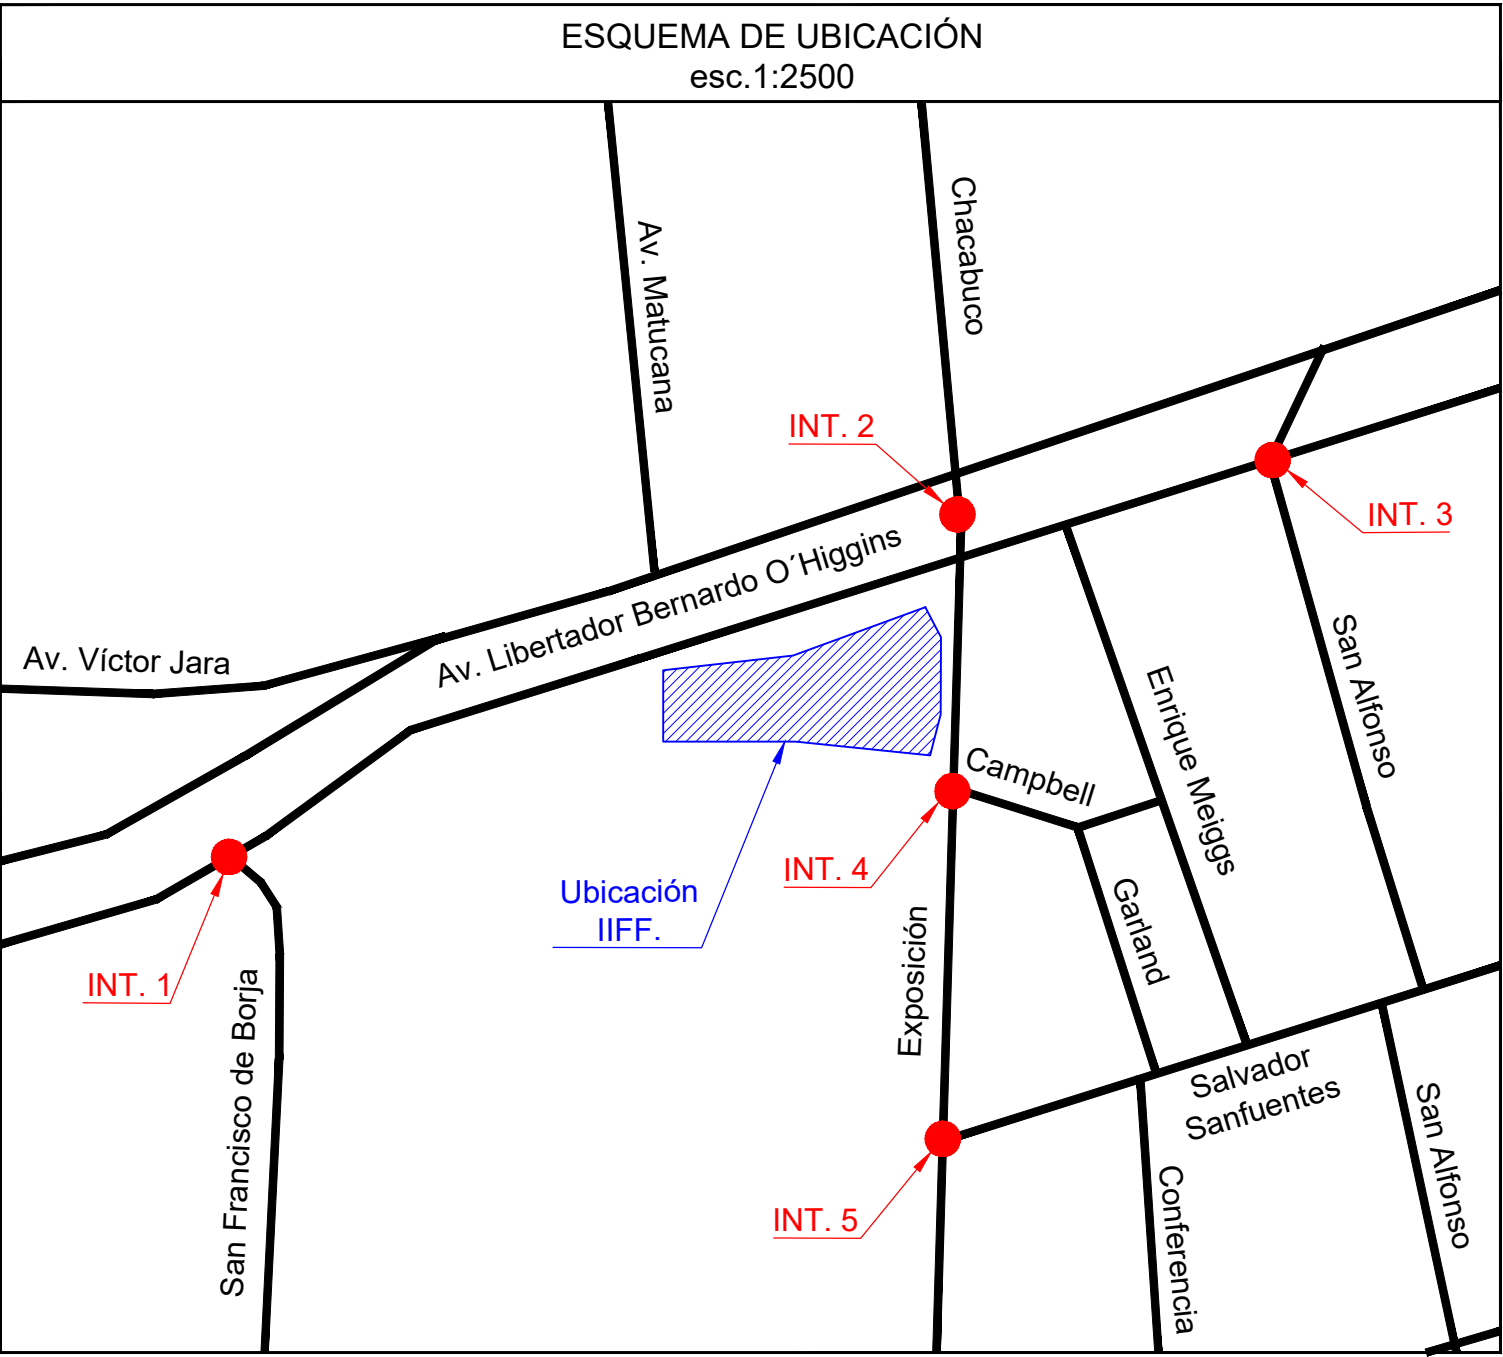 ESQUEMA DE UBICACIÓN
esc.1:2500
Av. Matucana
Chacabuco
INT. 2
INT. 3
Av. Libertador Bernardo O´Higgins
Av. Víctor Jara
San Alfonso
Enrique Meiggs
Campbell
INT. 4
Ubicación
IIFF.
Garland
Exposición
INT. 1
San Francisco de Borja
Salvador
Sanfuentes
San Alfonso
Conferencia
INT. 5